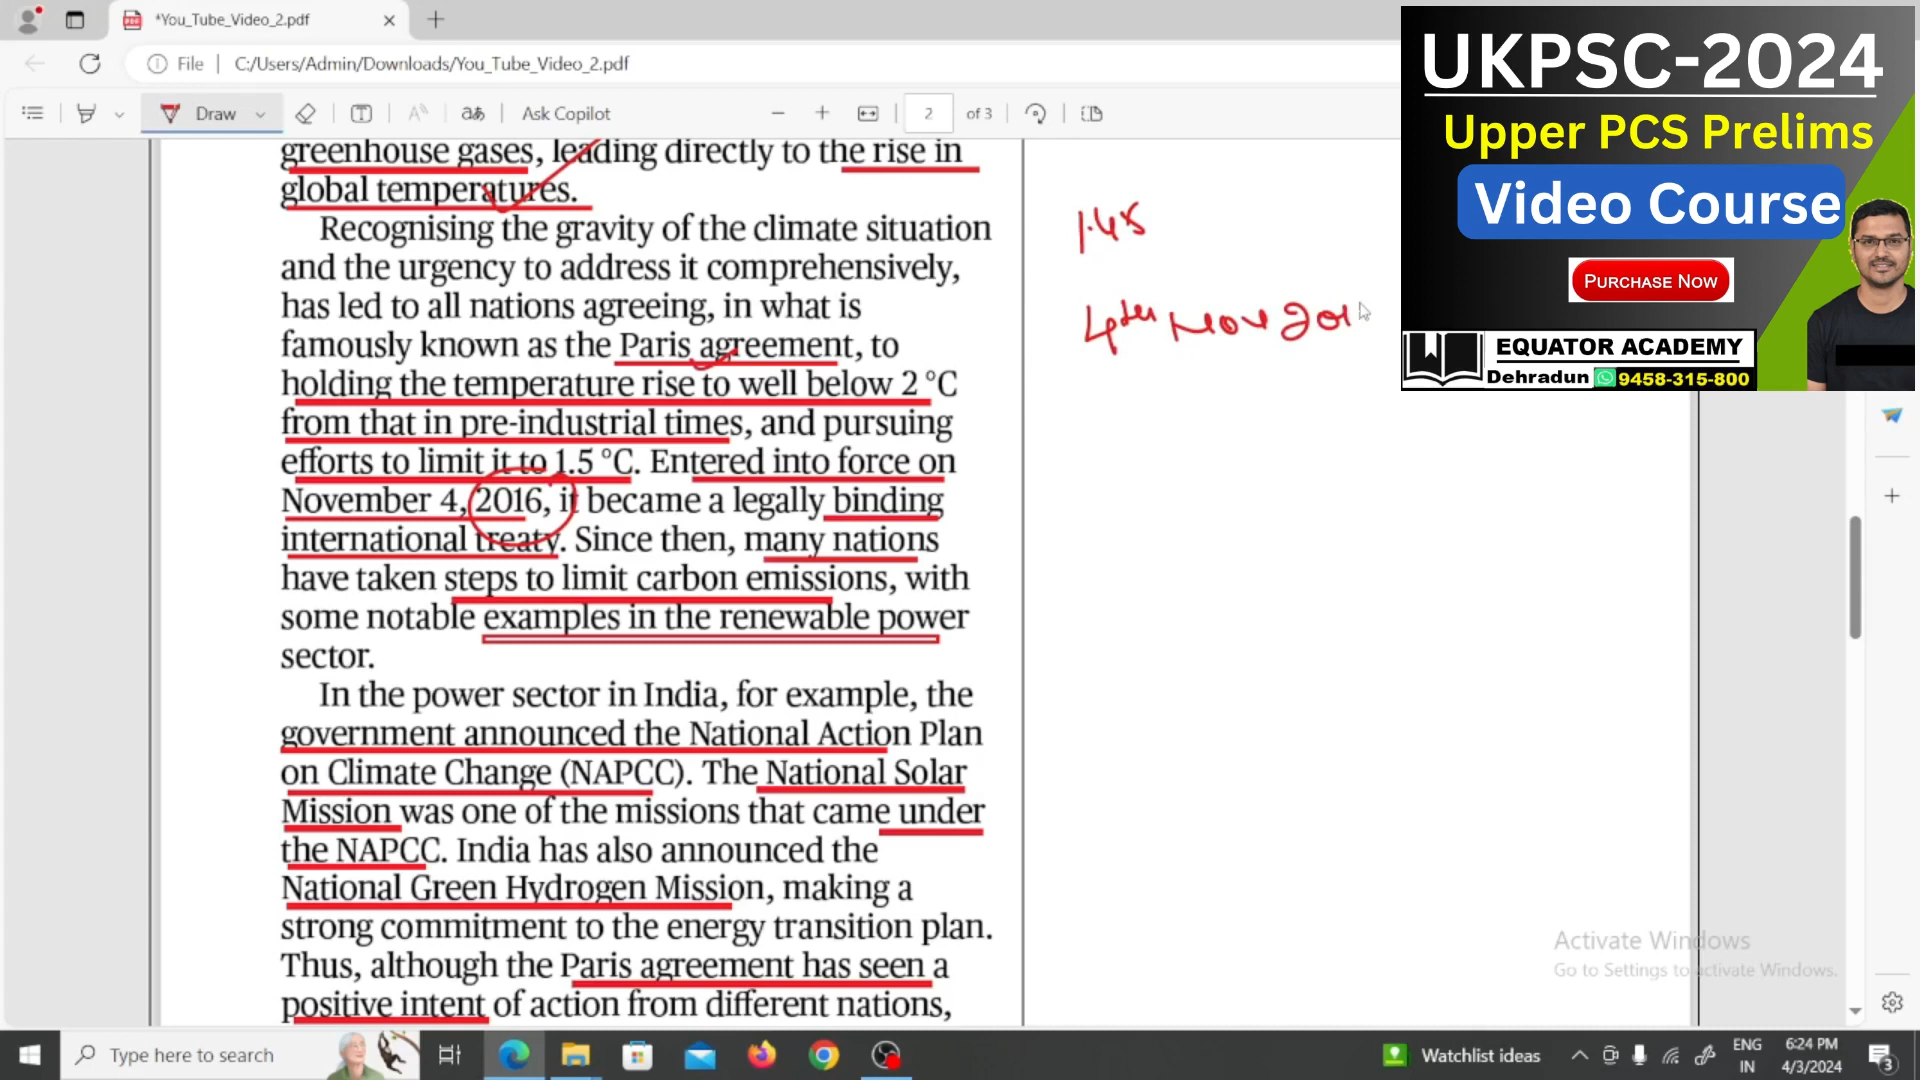 *You_Tube_Video_2.pdf
File | C:/Users/Admin/Downloads/You_Tube_Video_2.pdf
Draw
aあ
Ask Copilot
2 of 3
greenhouse gases, leading directly to the rise in
global temperatures.
Recognising the gravity of the climate situation
and the urgency to address it comprehensively,
has led to all nations agreeing, in what is
famously known as the Paris agreement, to
holding the temperature rise to well below 2 °C
from that in pre-industrial times, and pursuing
efforts to limit it to 1.5 °C. Entered into force on
November 4, 2016, it became a legally binding
international treaty. Since then, many nations
have taken steps to limit carbon emissions, with
some notable examples in the renewable power
sector.
In the power sector in India, for example, the
government announced the National Action Plan
on Climate Change (NAPCC). The National Solar
Mission was one of the missions that came under
the NAPCC. India has also announced the
National Green Hydrogen Mission, making a
strong commitment to the energy transition plan.
Thus, although the Paris agreement has seen a
positive intent of action from different nations,
1.45
4th Nov 201
UKPSC-2024
Upper PCS Prelims
Video Course
PURCHASE NOW
EQUATOR ACADEMY
Dehradun 9458-315-800
Activate Windows
Go to Settings to activate Windows.
Type here to search
Watchlist ideas
ENG
IN
6:24 PM
4/3/2024
3